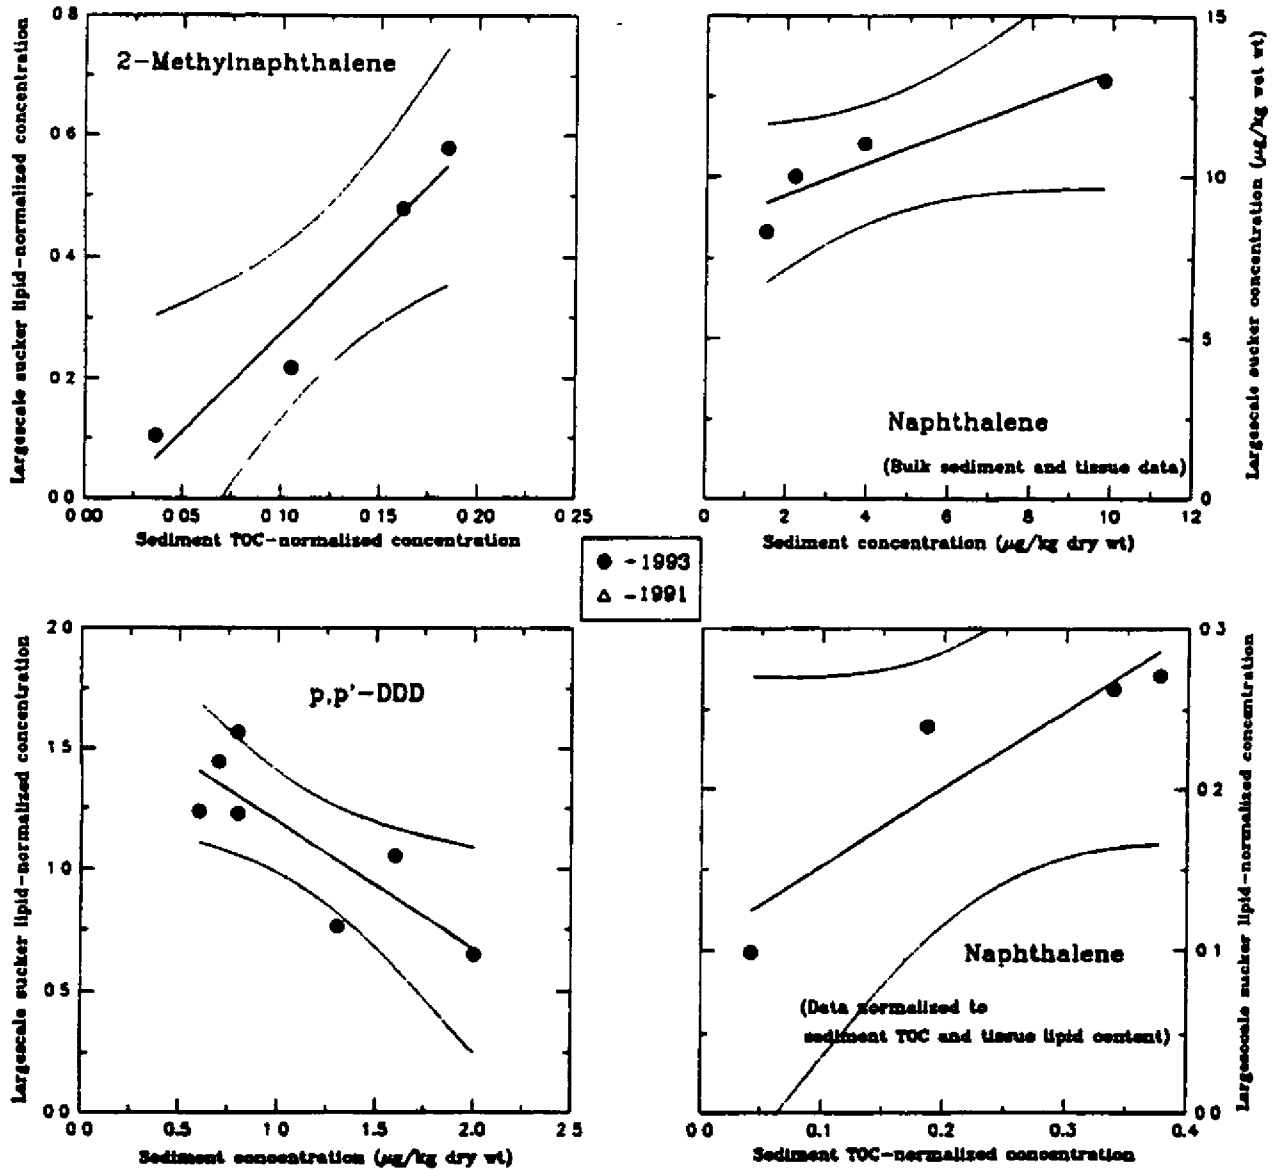 2-Methylnaphthalene
Largescale sucker lipid-normalized concentration
0 8
0 6
0 4
0 2
0 0
0 00
0 05
0 10
0 15
0 20
0 25
Sediment TOC-normalized concentration
Naphthalene
(Bulk sediment and tissue data)
Largescale sucker concentration (μg/kg wet wt)
15
10
5
0
0
2
4
6
8
10
12
Sediment concentration (μg/kg dry wt)
● -1993
△ -1991
p,p'-DDD
Largescale sucker lipid-normalized concentration
2 0
1 5
1 0
0 5
0 0
0 0
0.5
1 0
1.5
2.0
2 5
Sediment concentration (μg/kg dry wt)
Naphthalene
(Data normalized to
sediment TOC and tissue lipid content)
Largescale sucker lipid-normalized concentration
0 3
0 2
0 1
0 0
0 0
0.1
0.2
0.3
0.4
Sediment TOC-normalized concentration